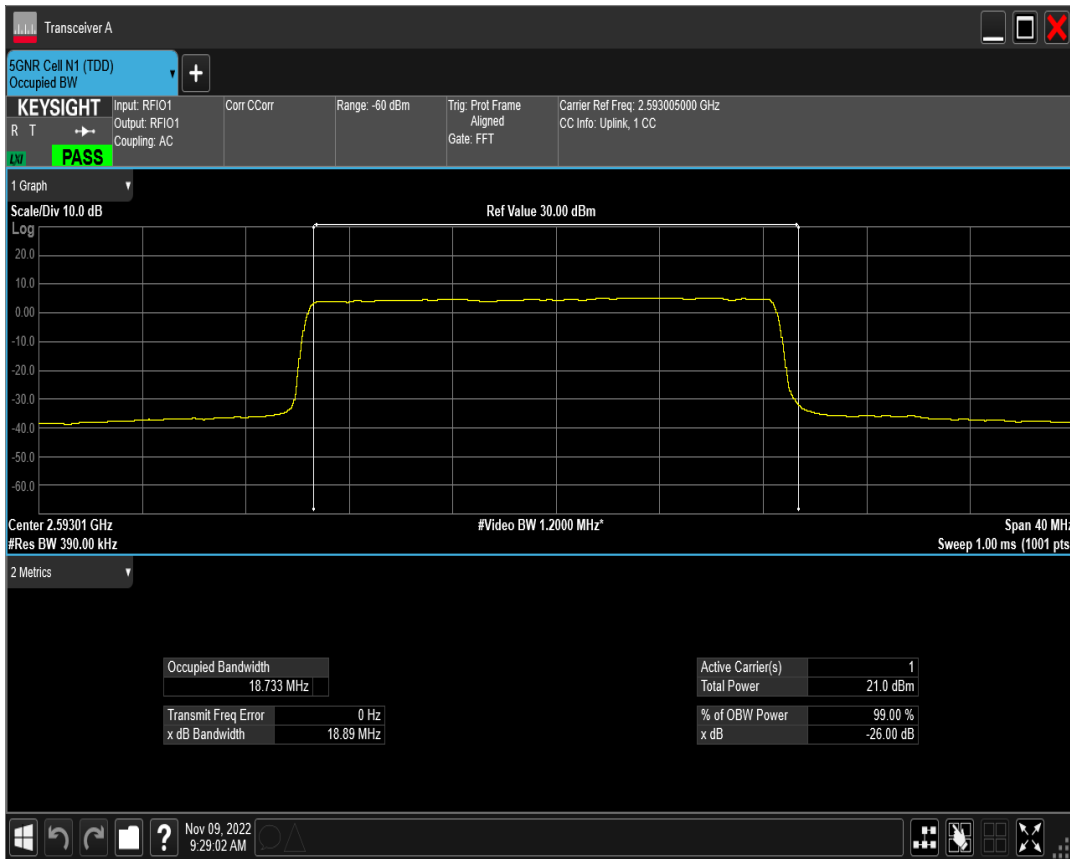 Transceiver A
5GNR Cell N1 (TDD)
Occupied BW
+
KEYSIGHT
R T
LXI
PASS
Input: RFIO1
Output: RFIO1
Coupling: AC
Corr CCorr
Range: -60 dBm
Trig: Prot Frame
Aligned
Gate: FFT
Carrier Ref Freq: 2.593005000 GHz
CC Info: Uplink, 1 CC
1 Graph
Scale/Div 10.0 dB
Ref Value 30.00 dBm
Log
20.0
10.0
0.00
-10.0
-20.0
-30.0
-40.0
-50.0
-60.0
Center 2.59301 GHz
#Video BW 1.2000 MHz*
Span 40 MHz
#Res BW 390.00 kHz
Sweep 1.00 ms (1001 pts
2 Metrics
Occupied Bandwidth
18.733 MHz
Active Carrier(s) 1
Total Power 21.0 dBm
Transmit Freq Error 0 Hz
x dB Bandwidth 18.89 MHz
% of OBW Power 99.00 %
x dB -26.00 dB
?
Nov 09, 2022
9:29:02 AM